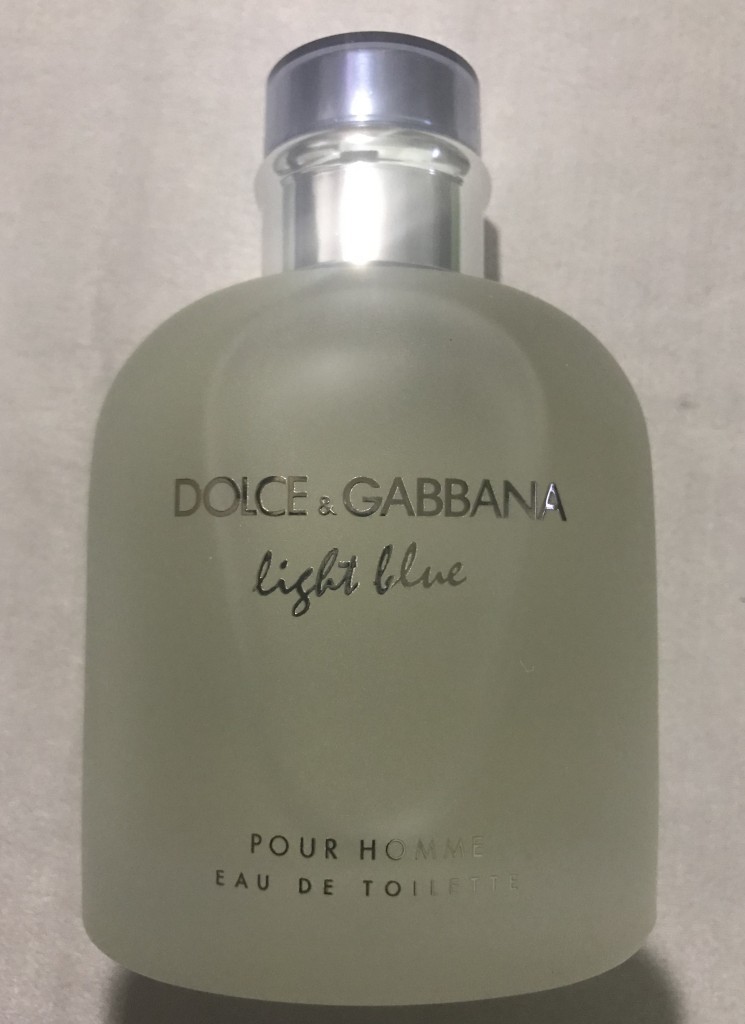 DOLCE & GABBANA
light blue
POUR HOMME
EAU DE TOILETTE